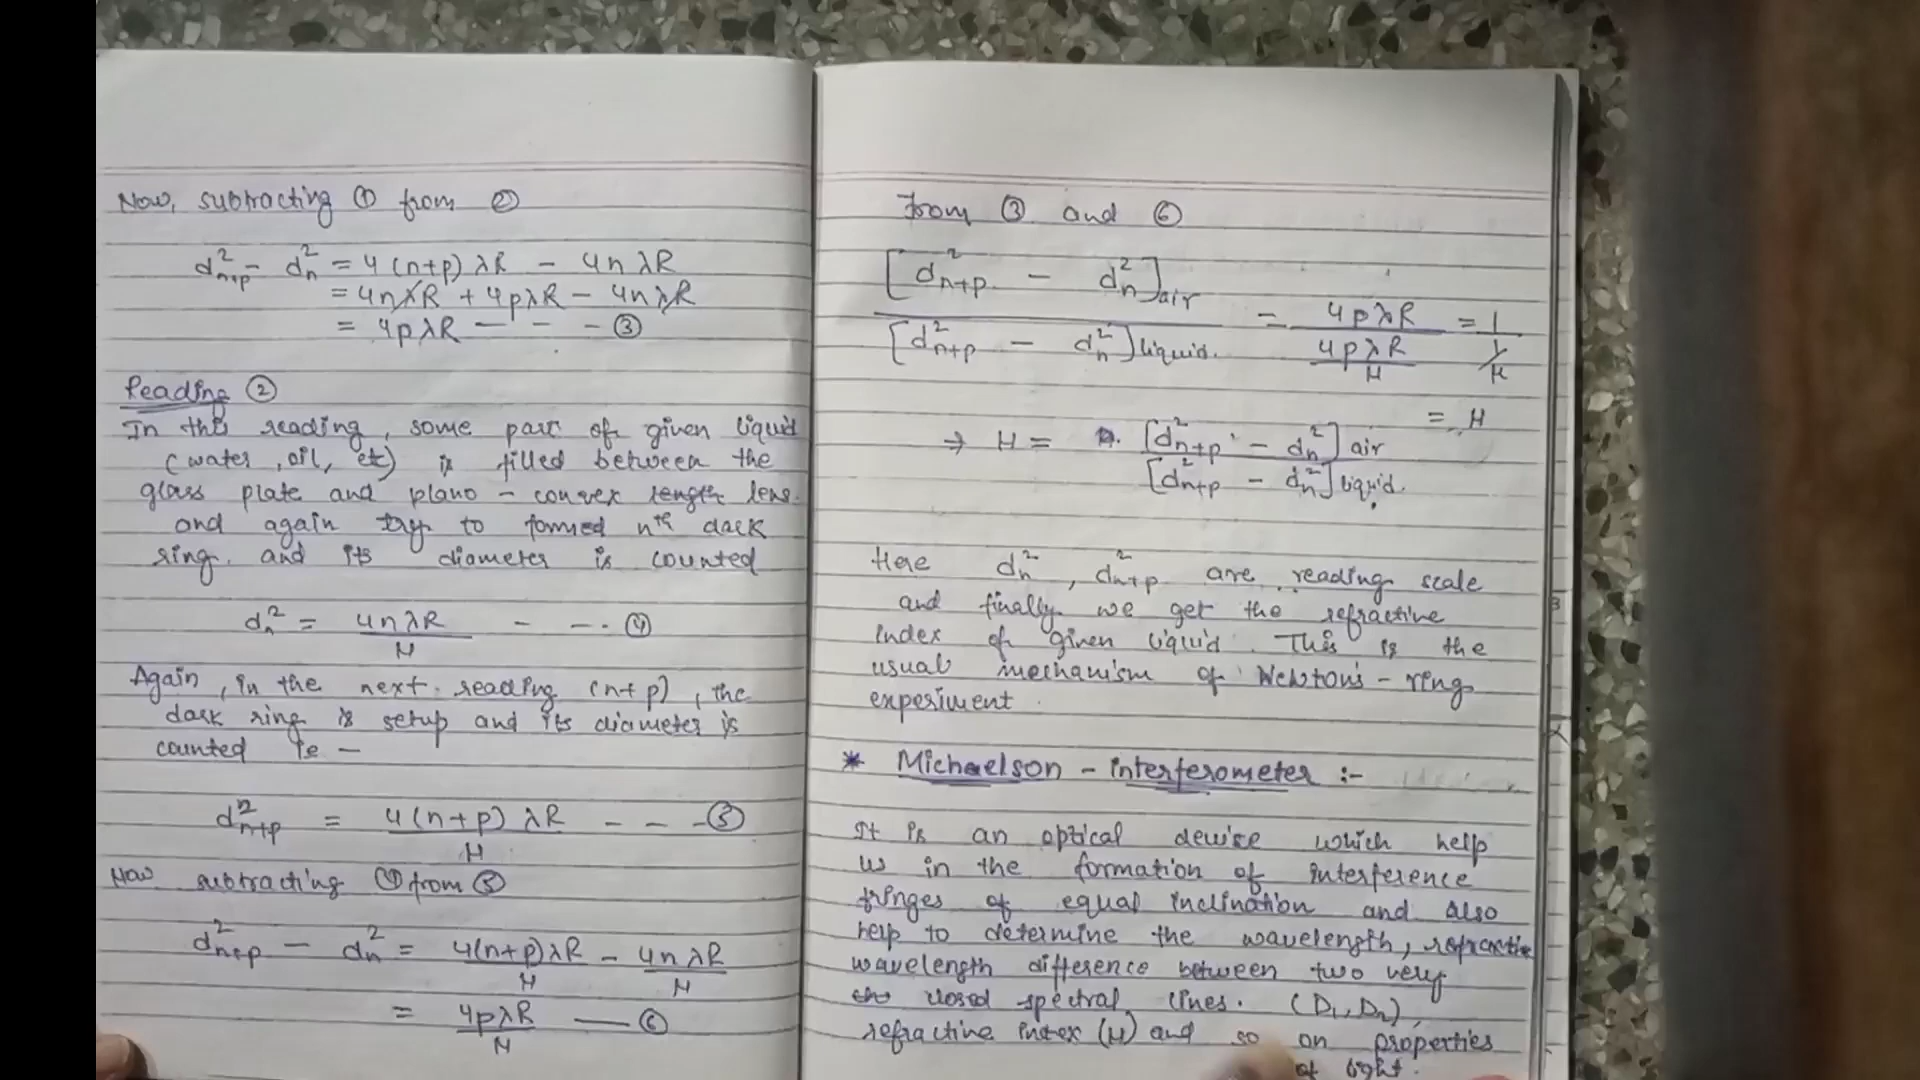 Now, subtracting ① from ②
d²n+p - d²n = 4(n+p)λR - 4nλR
= 4nλR + 4pλR - 4nλR
= 4pλR - - - ③
Reading ②
In this reading, some part of given liquid
(water, oil, etc) is filled between the
glass plate and plano - convex length lens.
and again try to formed nth dark
ring. and its diameter is counted
dn² = 4nλR/μ - - - ④
Again, in the next reading (n+p), the
dark ring is setup and its diameter is
counted ie -
d²n+p = 4(n+p)λR/μ - - - ⑤
Now subtracting ④ from ⑤
d²n+p - dn² = 4(n+p)λR/μ - 4nλR/μ
= 4pλR/μ — ⑥
From ③ and ⑥
[d²n+p - d²n]air / [d²n+p - d²n]liquid. = 4pλR / 4pλR/μ = 1 / 1/μ
= μ
→ μ = [d²n+p - dn²]air / [d²n+p - dn²]liquid.
Here dn², d²n+p are reading scale
and finally we get the refractive
index of given liquid. This is the
usual mechanism of Newton's - ring
experiment.
* Michaelson - interferometer :-
It is an optical devise which help
us in the formation of interference
fringes of equal inclination and also
help to determine the wavelength, refractive
wavelength difference between two very
closed spectral lines. (D1, D2),
refractive index (μ) and so on properties
of light.